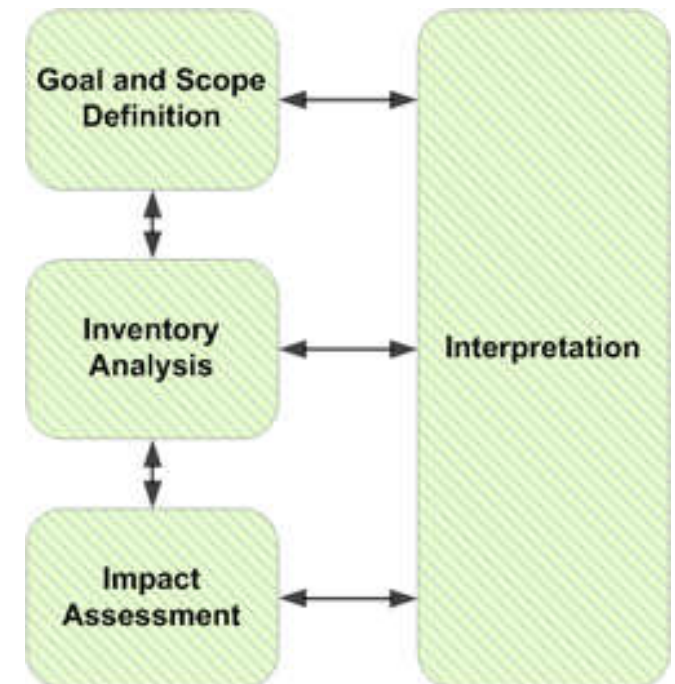 Goal and Scope
Definition
Inventory
Analysis
Interpretation
Impact
Assessment